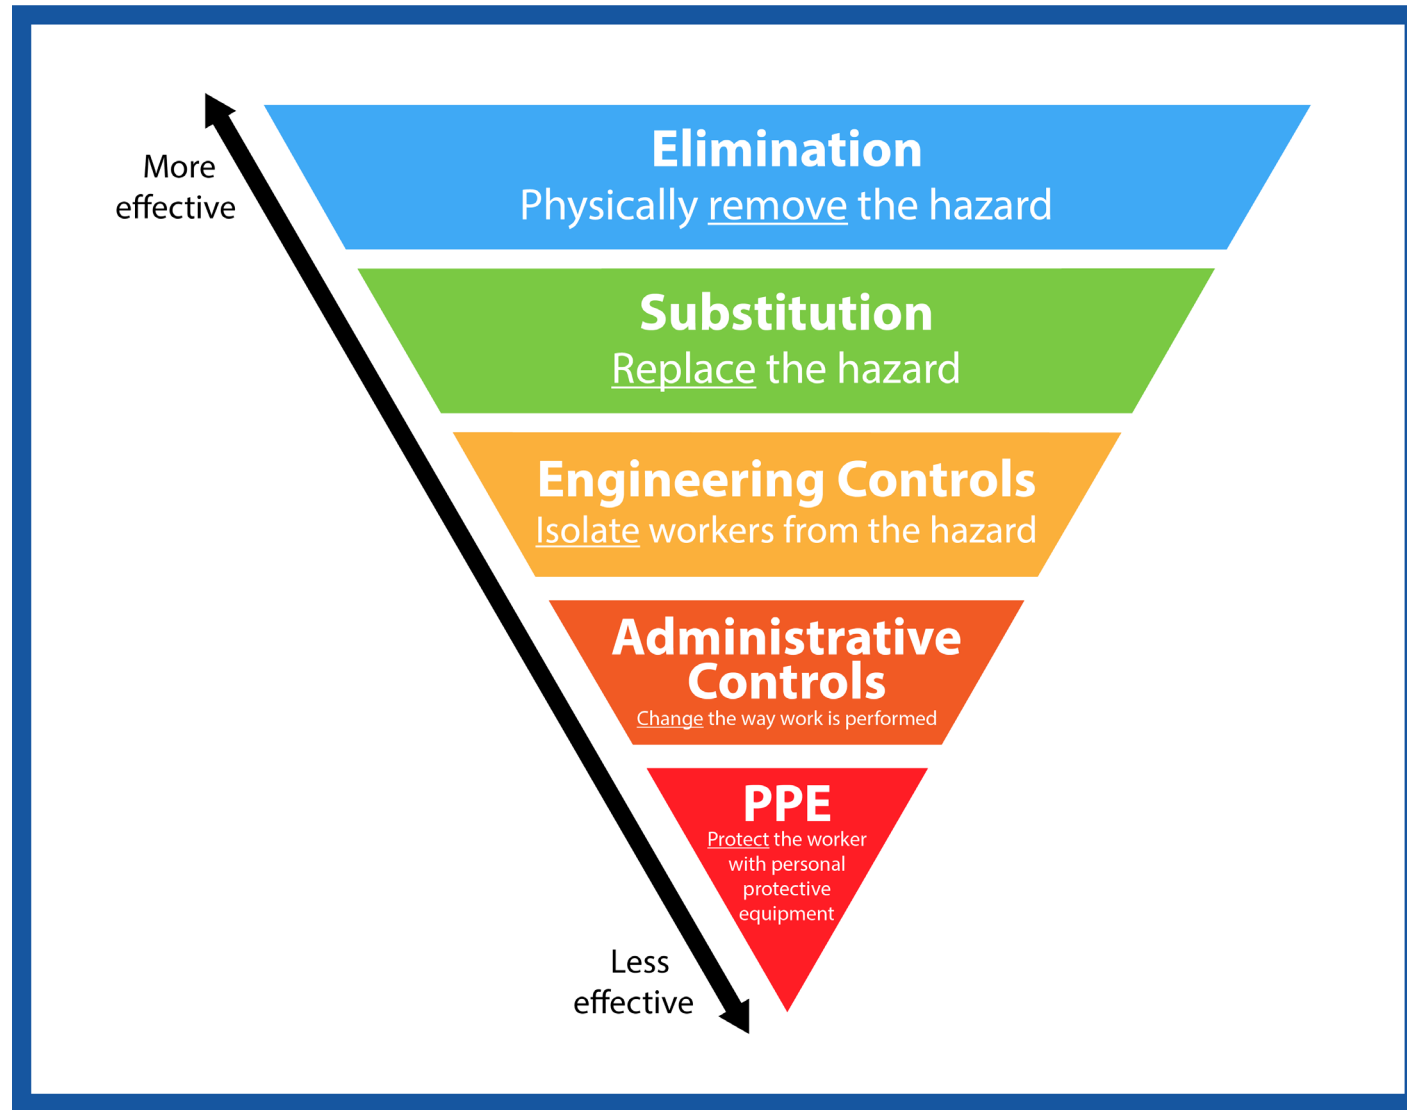 More
effective
Elimination
Physically remove the hazard
Substitution
Replace the hazard
Engineering Controls
Isolate workers from the hazard
Administrative
Controls
Change the way work is performed
PPE
Protect the worker
with personal
protective
equipment
Less
effective